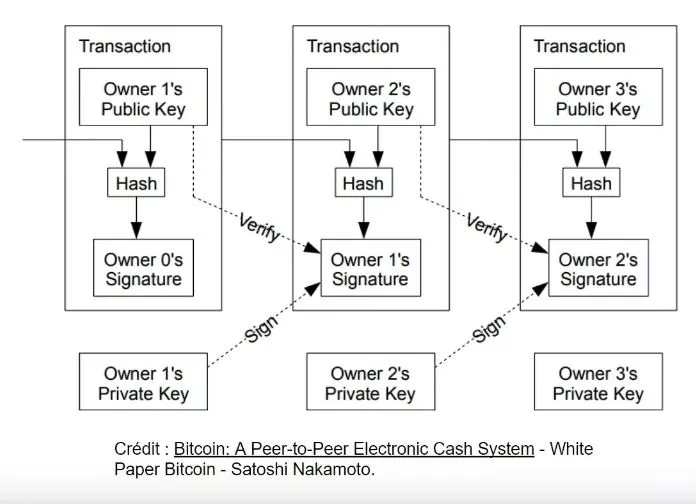 Transaction
Owner 1's
Public Key
Hash
Owner 0's
Signature
Verify
Sign
Owner 1's
Private Key
Transaction
Owner 2's
Public Key
Hash
Owner 1's
Signature
Verify
Sign
Owner 2's
Private Key
Transaction
Owner 3's
Public Key
Hash
Owner 2's
Signature
Owner 3's
Private Key
Crédit : Bitcoin: A Peer-to-Peer Electronic Cash System - White
Paper Bitcoin - Satoshi Nakamoto.